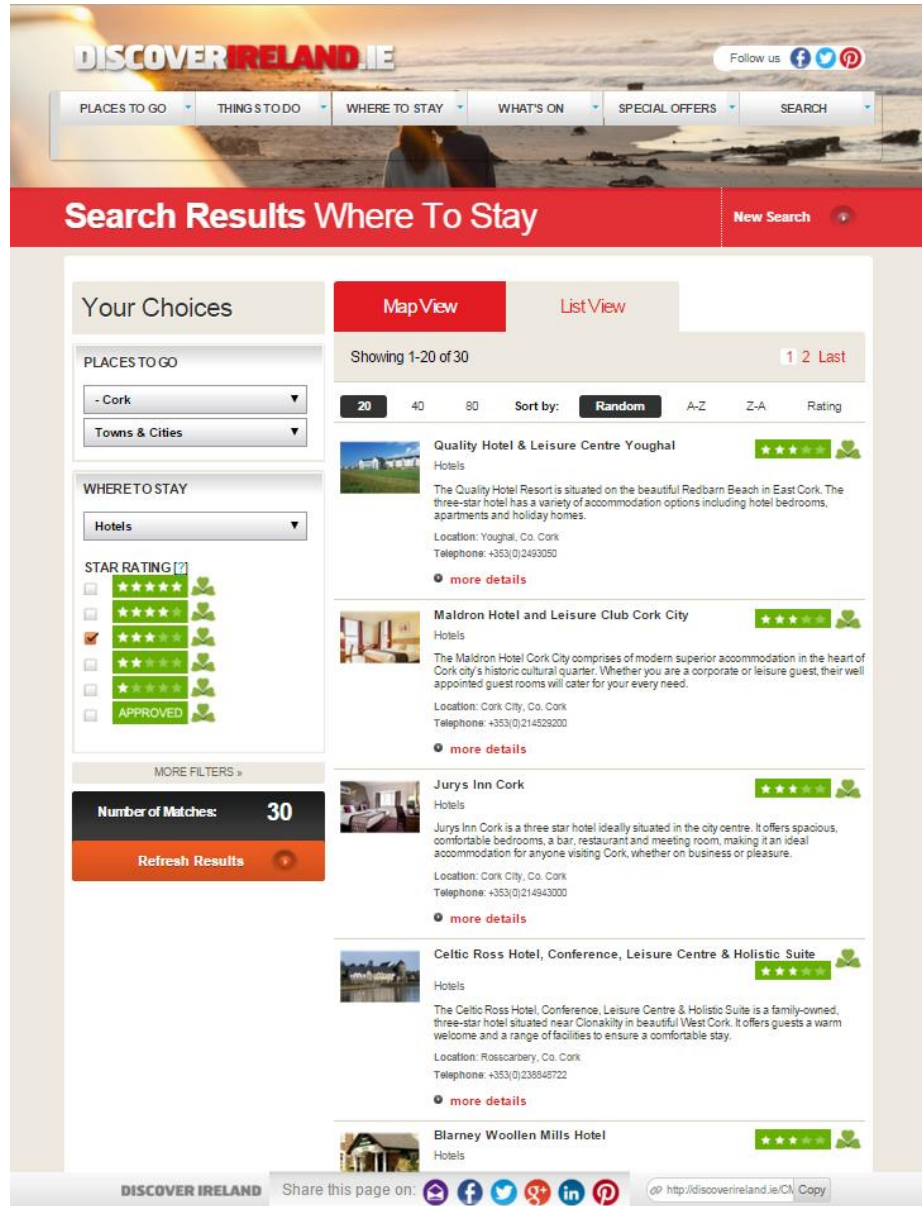 DISCOVERIRELAND.IE
Follow us
PLACES TO GO
THINGS TO DO
WHERE TO STAY
WHAT'S ON
SPECIAL OFFERS
SEARCH
Search Results Where To Stay
New Search
Your Choices
PLACES TO GO
- Cork
Towns & Cities
WHERE TO STAY
Hotels
STAR RATING [?]
APPROVED
MORE FILTERS »
Number of Matches: 30
Refresh Results
Map View
List View
Showing 1-20 of 30
1 2 Last
20 40 80 Sort by: Random A-Z Z-A Rating
Quality Hotel & Leisure Centre Youghal
Hotels
The Quality Hotel Resort is situated on the beautiful Redbarn Beach in East Cork. The
three-star hotel has a variety of accommodation options including hotel bedrooms,
apartments and holiday homes.
Location: Youghal, Co. Cork
Telephone: +353(0)2493050
more details
Maldron Hotel and Leisure Club Cork City
Hotels
The Maldron Hotel Cork City comprises of modern superior accommodation in the heart of
Cork city's historic cultural quarter. Whether you are a corporate or leisure guest, their well
appointed guest rooms will cater for your every need.
Location: Cork City, Co. Cork
Telephone: +353(0)214529200
more details
Jurys Inn Cork
Hotels
Jurys Inn Cork is a three star hotel ideally situated in the city centre. It offers spacious,
comfortable bedrooms, a bar, restaurant and meeting room, making it an ideal
accommodation for anyone visiting Cork, whether on business or pleasure.
Location: Cork City, Co. Cork
Telephone: +353(0)214943000
more details
Celtic Ross Hotel, Conference, Leisure Centre & Holistic Suite
Hotels
The Celtic Ross Hotel, Conference, Leisure Centre & Holistic Suite is a family-owned,
three-star hotel situated near Clonakilty in beautiful West Cork. It offers guests a warm
welcome and a range of facilities to ensure a comfortable stay.
Location: Rosscarbery, Co. Cork
Telephone: +353(0)238848722
more details
Blarney Woollen Mills Hotel
Hotels
DISCOVER IRELAND
Share this page on:
http://discoverireland.ie/CM
Copy